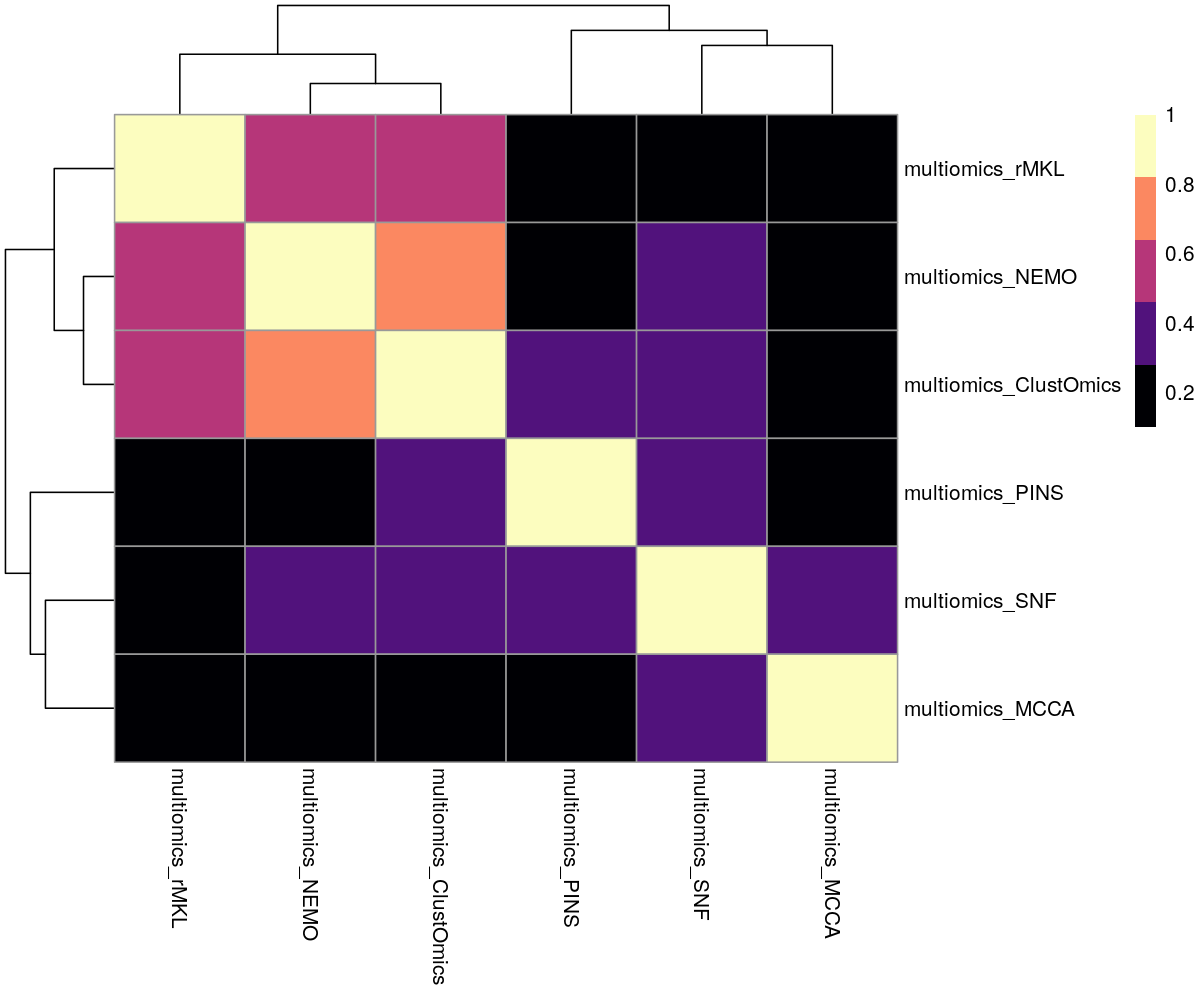 1
0.8
0.6
0.4
0.2
multiomics_rMKL
multiomics_NEMO
multiomics_ClustOmics
multiomics_PINS
multiomics_SNF
multiomics_MCCA
multiomics_rMKL
multiomics_NEMO
multiomics_ClustOmics
multiomics_PINS
multiomics_SNF
multiomics_MCCA